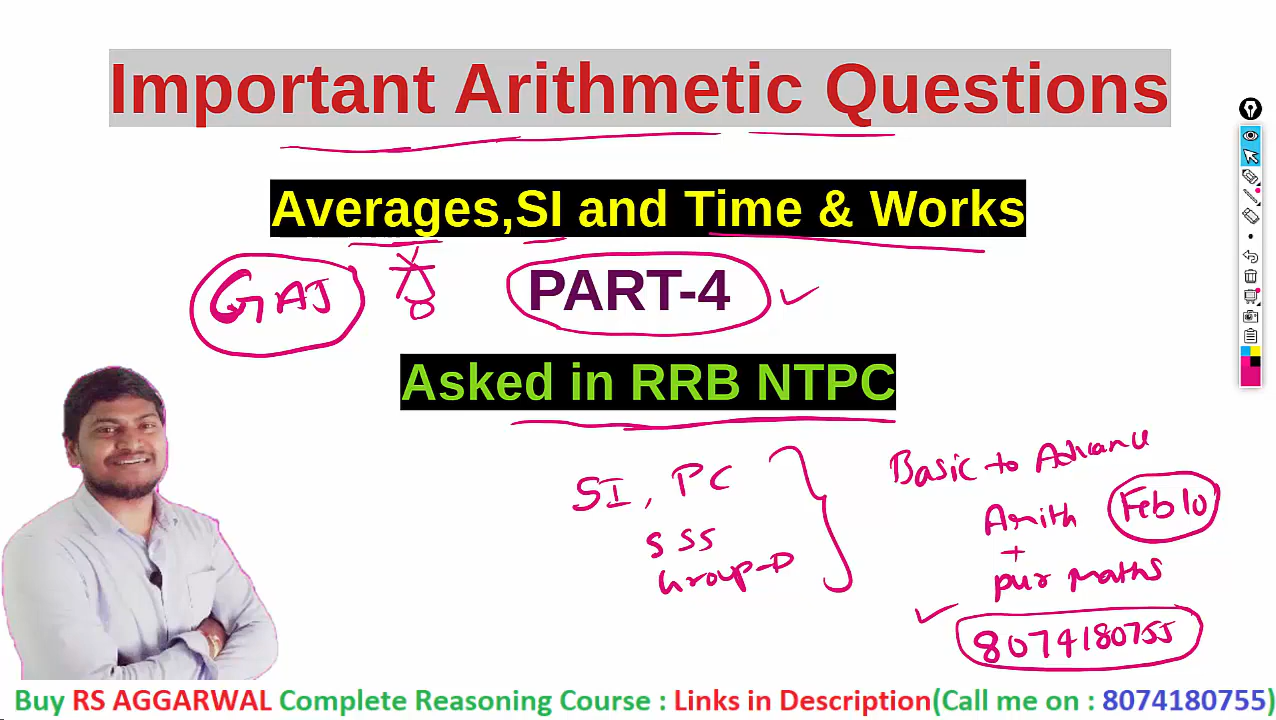 Important Arithmetic Questions
Averages,SI and Time & Works
GAJ
PART-4
Asked in RRB NTPC
SI, PC
SSS
Group-D
Basic to Advance
Arith Feb 10
+
pur maths
8074180755
Buy RS AGGARWAL Complete Reasoning Course : Links in Description(Call me on : 8074180755)